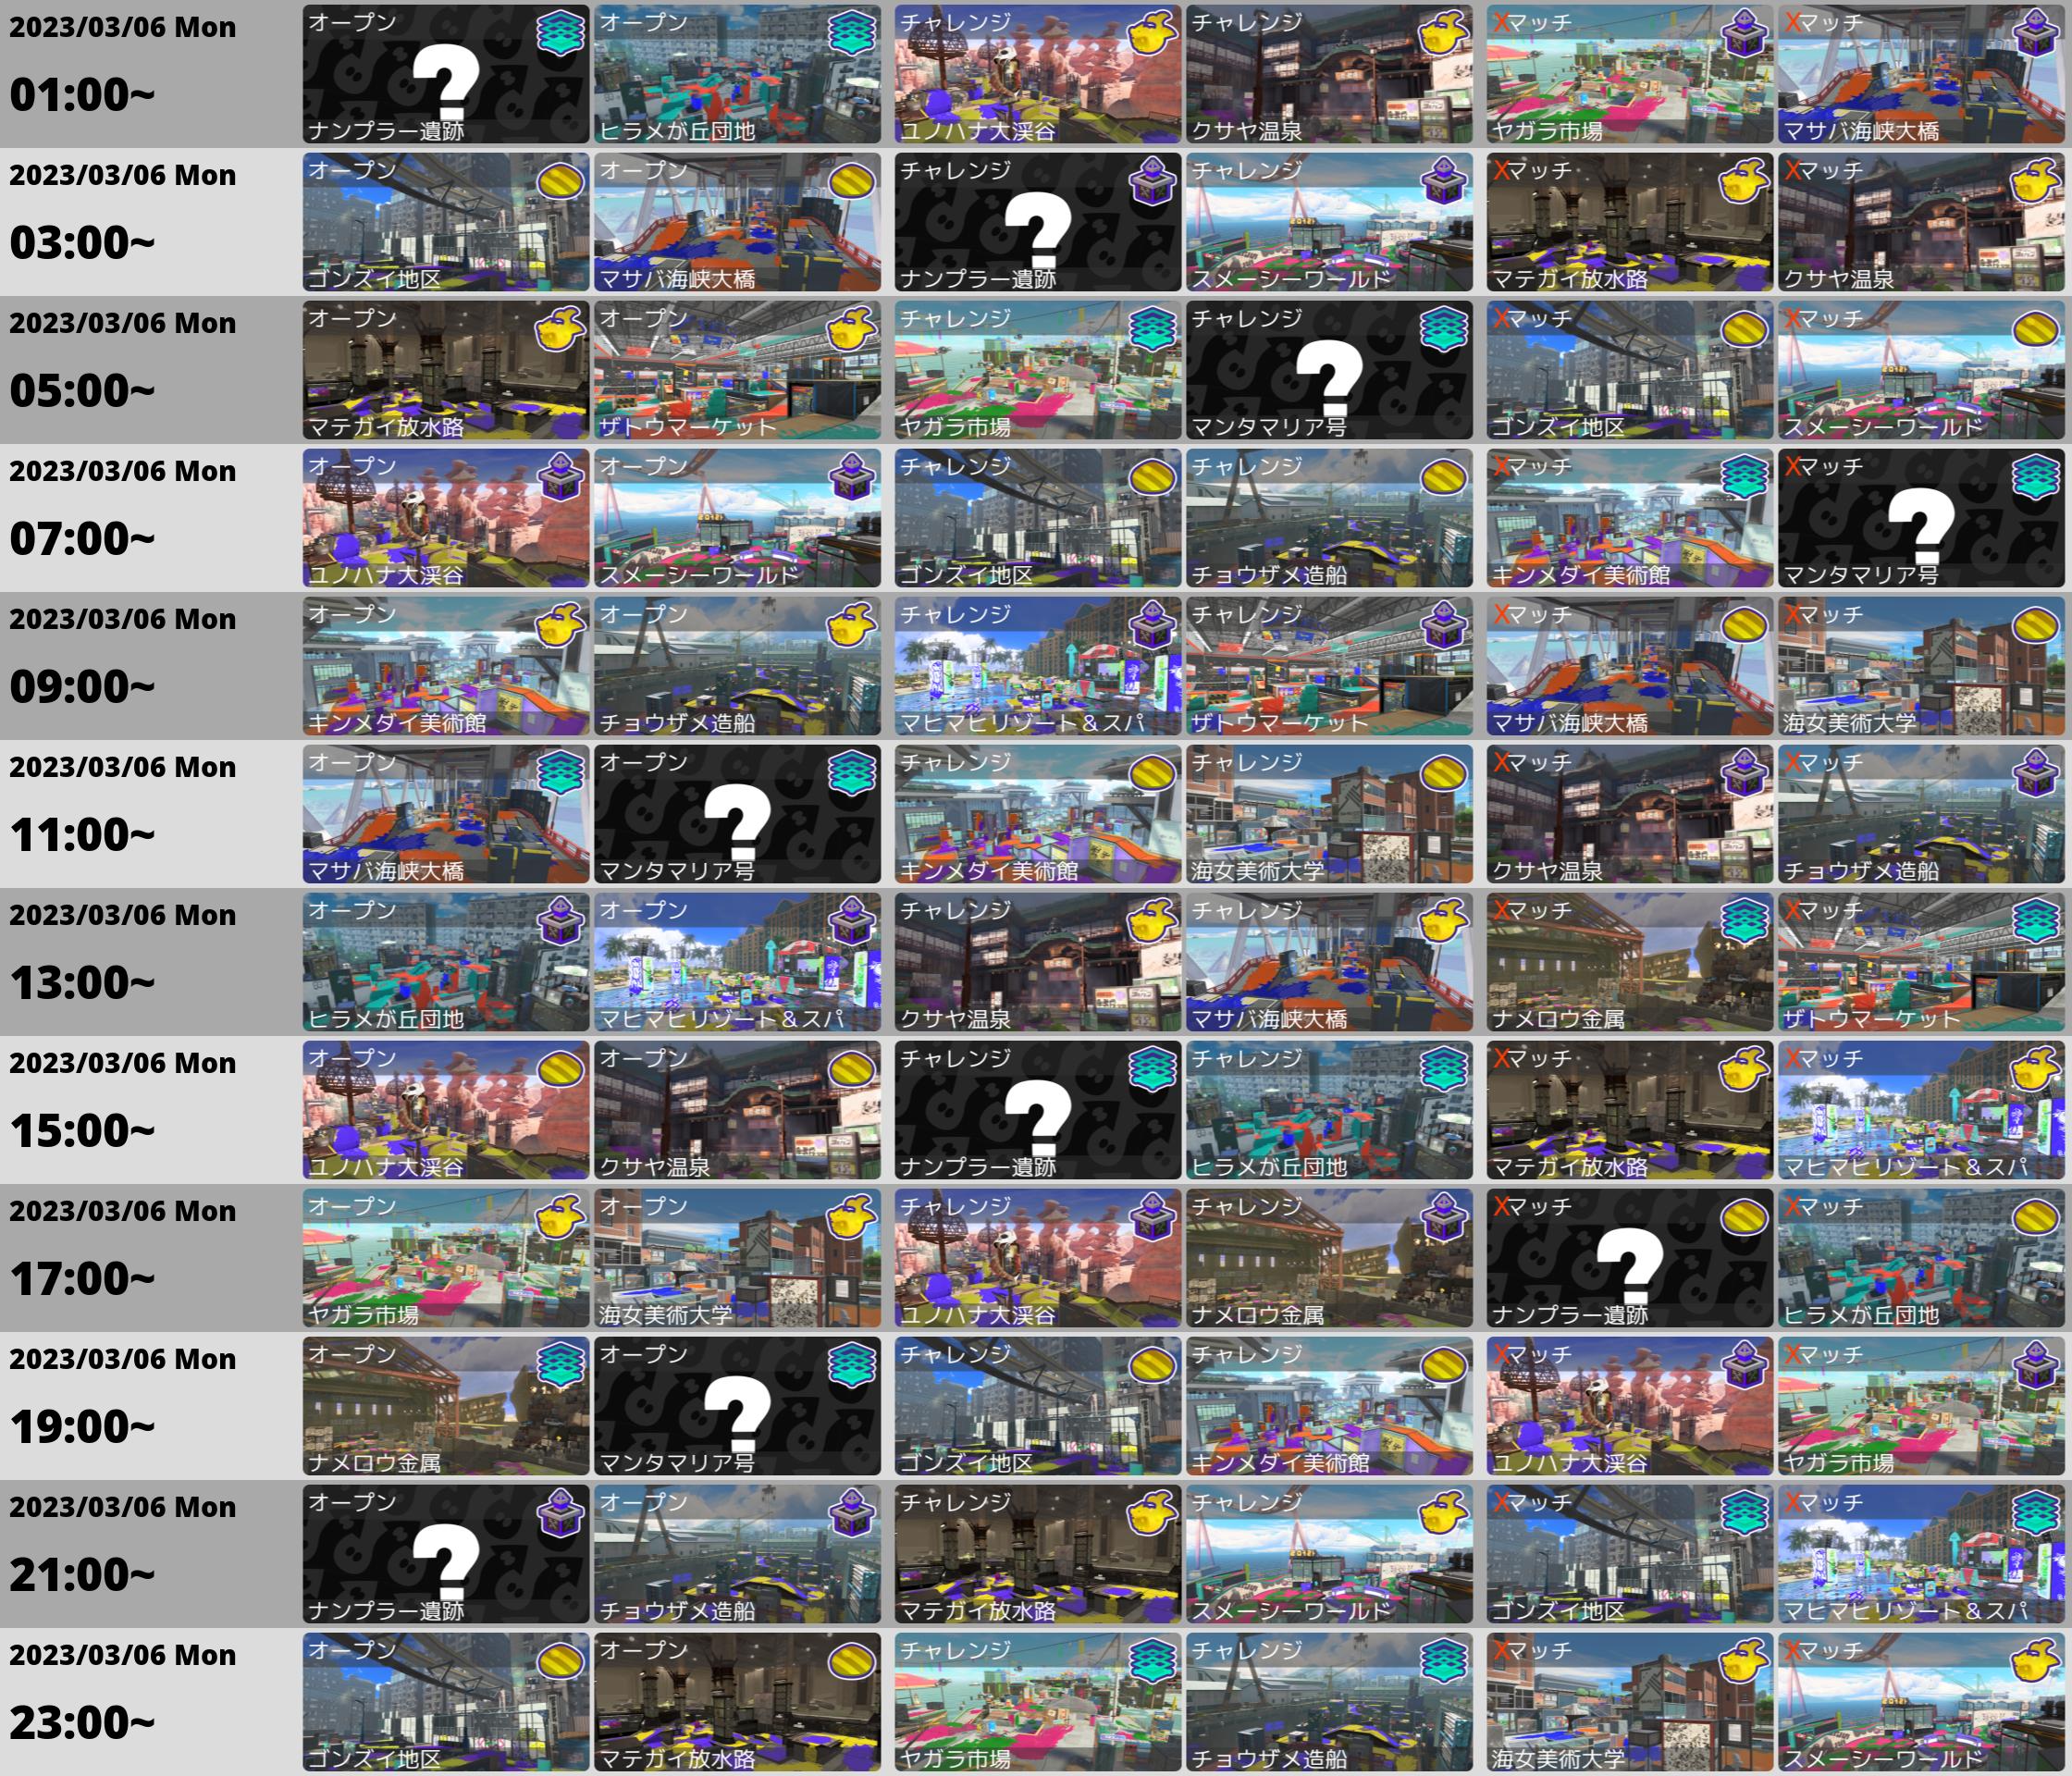 2023/03/06 Mon
01:00~
オープン オープン チャレンジ チャレンジ Xマッチ Xマッチ
ナンプラー遺跡 ヒラメが丘団地 ユノハナ大渓谷 クサヤ温泉 ヤガラ市場 マサバ海峡大橋
2023/03/06 Mon
03:00~
オープン オープン チャレンジ チャレンジ Xマッチ Xマッチ
ゴンズイ地区 マサバ海峡大橋 ナンプラー遺跡 スメーシーワールド マテガイ放水路 クサヤ温泉
2023/03/06 Mon
05:00~
オープン オープン チャレンジ チャレンジ Xマッチ Xマッチ
マテガイ放水路 ザトウマーケット ヤガラ市場 マンタマリア号 ゴンズイ地区 スメーシーワールド
2023/03/06 Mon
07:00~
オープン オープン チャレンジ チャレンジ Xマッチ Xマッチ
ユノハナ大渓谷 スメーシーワールド ゴンズイ地区 チョウザメ造船 キンメダイ美術館 マンタマリア号
2023/03/06 Mon
09:00~
オープン オープン チャレンジ チャレンジ Xマッチ Xマッチ
キンメダイ美術館 チョウザメ造船 マヒマヒリゾート＆スパ ザトウマーケット マサバ海峡大橋 海女美術大学
2023/03/06 Mon
11:00~
オープン オープン チャレンジ チャレンジ Xマッチ Xマッチ
マサバ海峡大橋 マンタマリア号 キンメダイ美術館 海女美術大学 クサヤ温泉 チョウザメ造船
2023/03/06 Mon
13:00~
オープン オープン チャレンジ チャレンジ Xマッチ Xマッチ
ヒラメが丘団地 マヒマヒリゾート＆スパ クサヤ温泉 マサバ海峡大橋 ナメロウ金属 ザトウマーケット
2023/03/06 Mon
15:00~
オープン オープン チャレンジ チャレンジ Xマッチ Xマッチ
ユノハナ大渓谷 クサヤ温泉 ナンプラー遺跡 ヒラメが丘団地 マテガイ放水路 マヒマヒリゾート＆スパ
2023/03/06 Mon
17:00~
オープン オープン チャレンジ チャレンジ Xマッチ Xマッチ
ヤガラ市場 海女美術大学 ユノハナ大渓谷 ナメロウ金属 ナンプラー遺跡 ヒラメが丘団地
2023/03/06 Mon
19:00~
オープン オープン チャレンジ チャレンジ Xマッチ Xマッチ
ナメロウ金属 マンタマリア号 ゴンズイ地区 キンメダイ美術館 ユノハナ大渓谷 ヤガラ市場
2023/03/06 Mon
21:00~
オープン オープン チャレンジ チャレンジ Xマッチ Xマッチ
ナンプラー遺跡 チョウザメ造船 マテガイ放水路 スメーシーワールド ゴンズイ地区 マヒマヒリゾート＆スパ
2023/03/06 Mon
23:00~
オープン オープン チャレンジ チャレンジ Xマッチ Xマッチ
ゴンズイ地区 マテガイ放水路 ヤガラ市場 チョウザメ造船 海女美術大学 スメーシーワールド